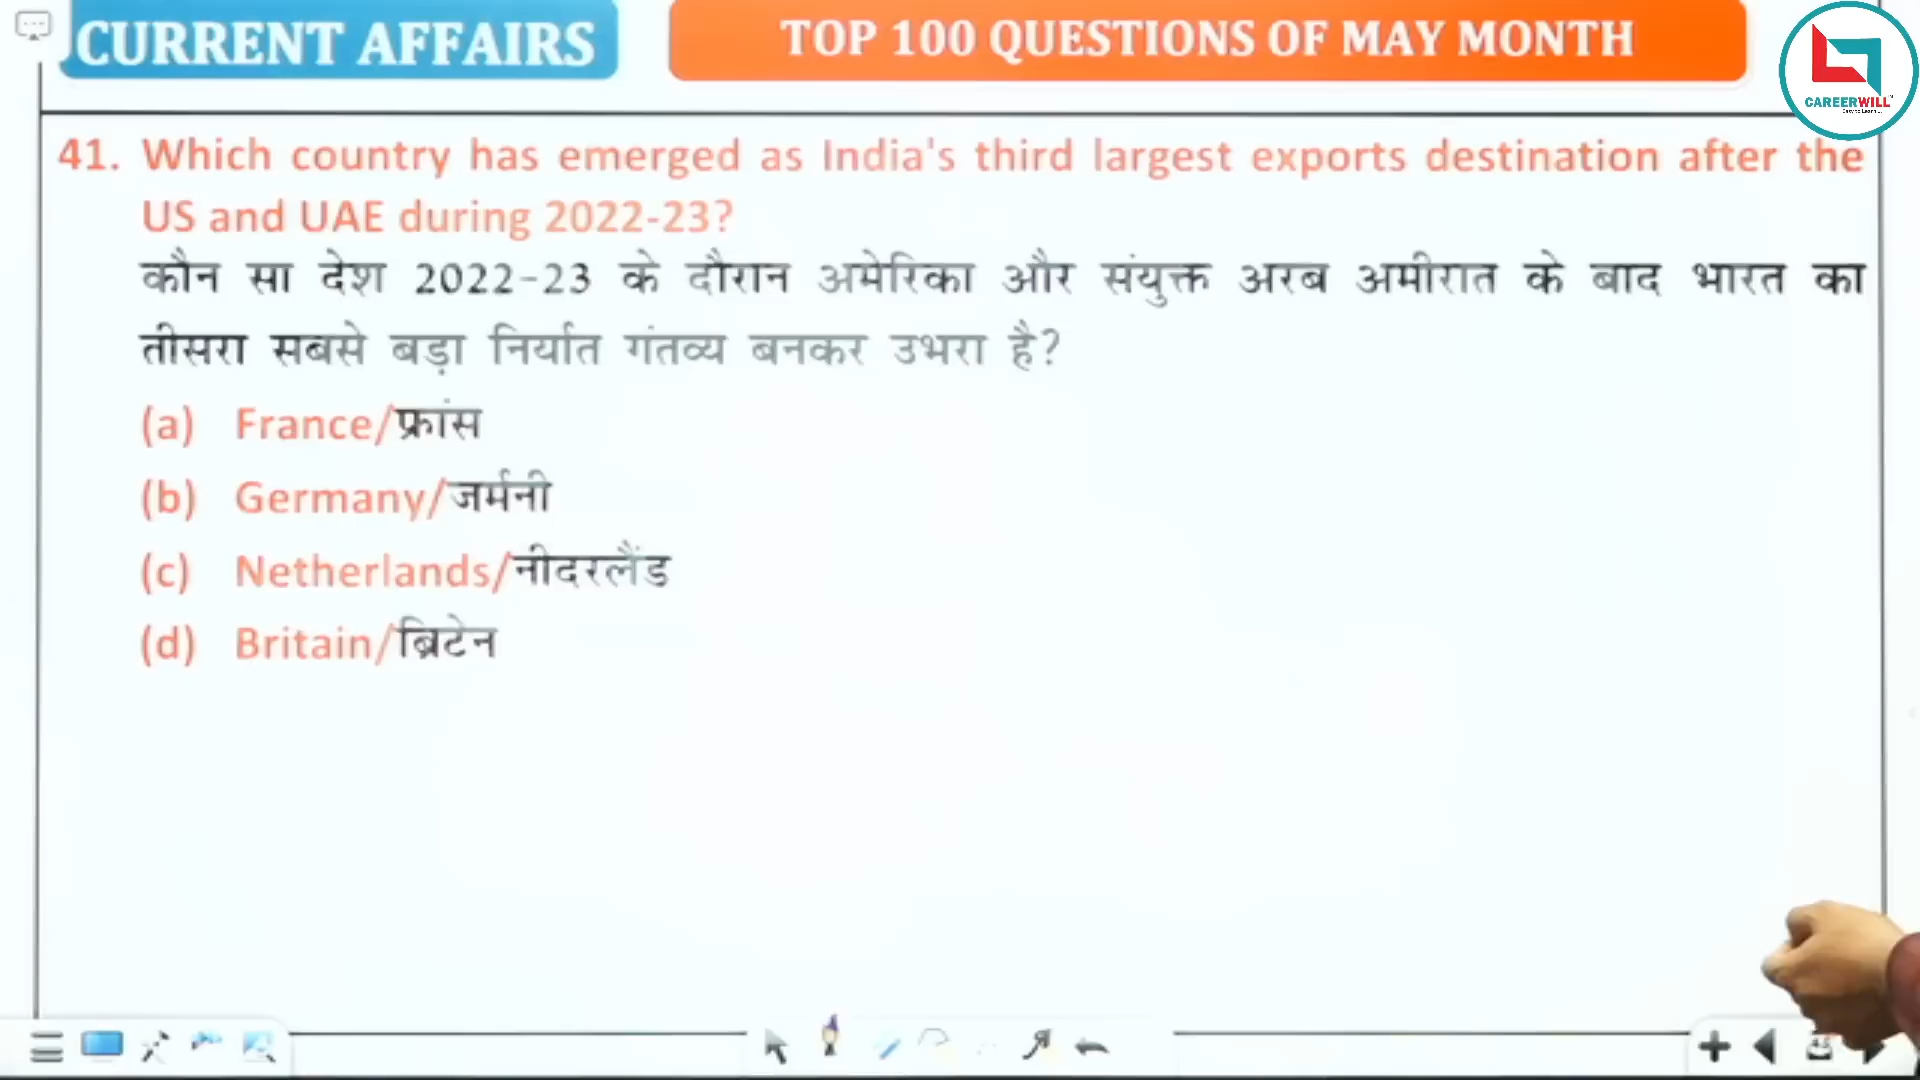 CURRENT AFFAIRS
TOP 100 QUESTIONS OF MAY MONTH
CAREERWILL
41. Which country has emerged as India's third largest exports destination after the
US and UAE during 2022-23?
कौन सा देश 2022-23 के दौरान अमेरिका और संयुक्त अरब अमीरात के बाद भारत का
तीसरा सबसे बड़ा निर्यात गंतव्य बनकर उभरा है?
(a) France/फ्रांस
(b) Germany/जर्मनी
(c) Netherlands/नीदरलैंड
(d) Britain/ब्रिटेन